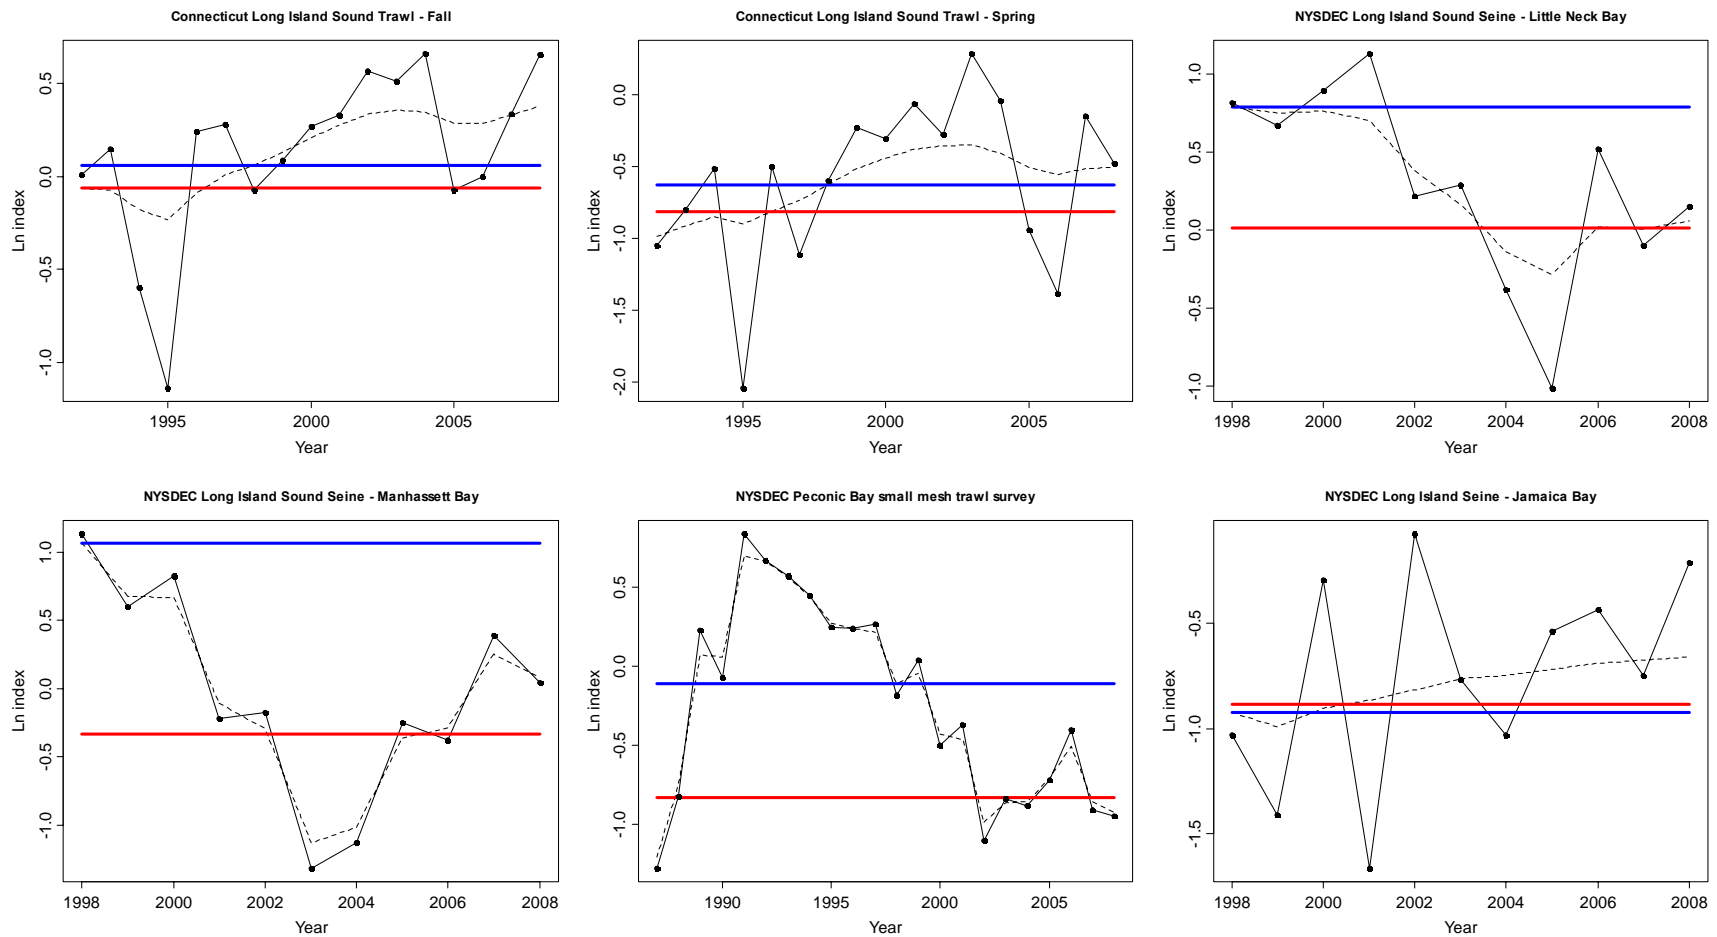 Connecticut Long Island Sound Trawl - Fall
Ln index
0.5
0.0
-0.5
-1.0
1995 2000 2005
Year
Connecticut Long Island Sound Trawl - Spring
Ln index
0.0
-0.5
-1.0
-1.5
-2.0
1995 2000 2005
Year
NYSDEC Long Island Sound Seine - Little Neck Bay
Ln index
1.0
0.5
0.0
-0.5
-1.0
1998 2000 2002 2004 2006 2008
Year
NYSDEC Long Island Sound Seine - Manhassett Bay
Ln index
1.0
0.5
0.0
-0.5
-1.0
1998 2000 2002 2004 2006 2008
Year
NYSDEC Peconic Bay small mesh trawl survey
Ln index
0.5
0.0
-0.5
-1.0
1990 1995 2000 2005
Year
NYSDEC Long Island Seine - Jamaica Bay
Ln index
-0.5
-1.0
-1.5
1998 2000 2002 2004 2006 2008
Year